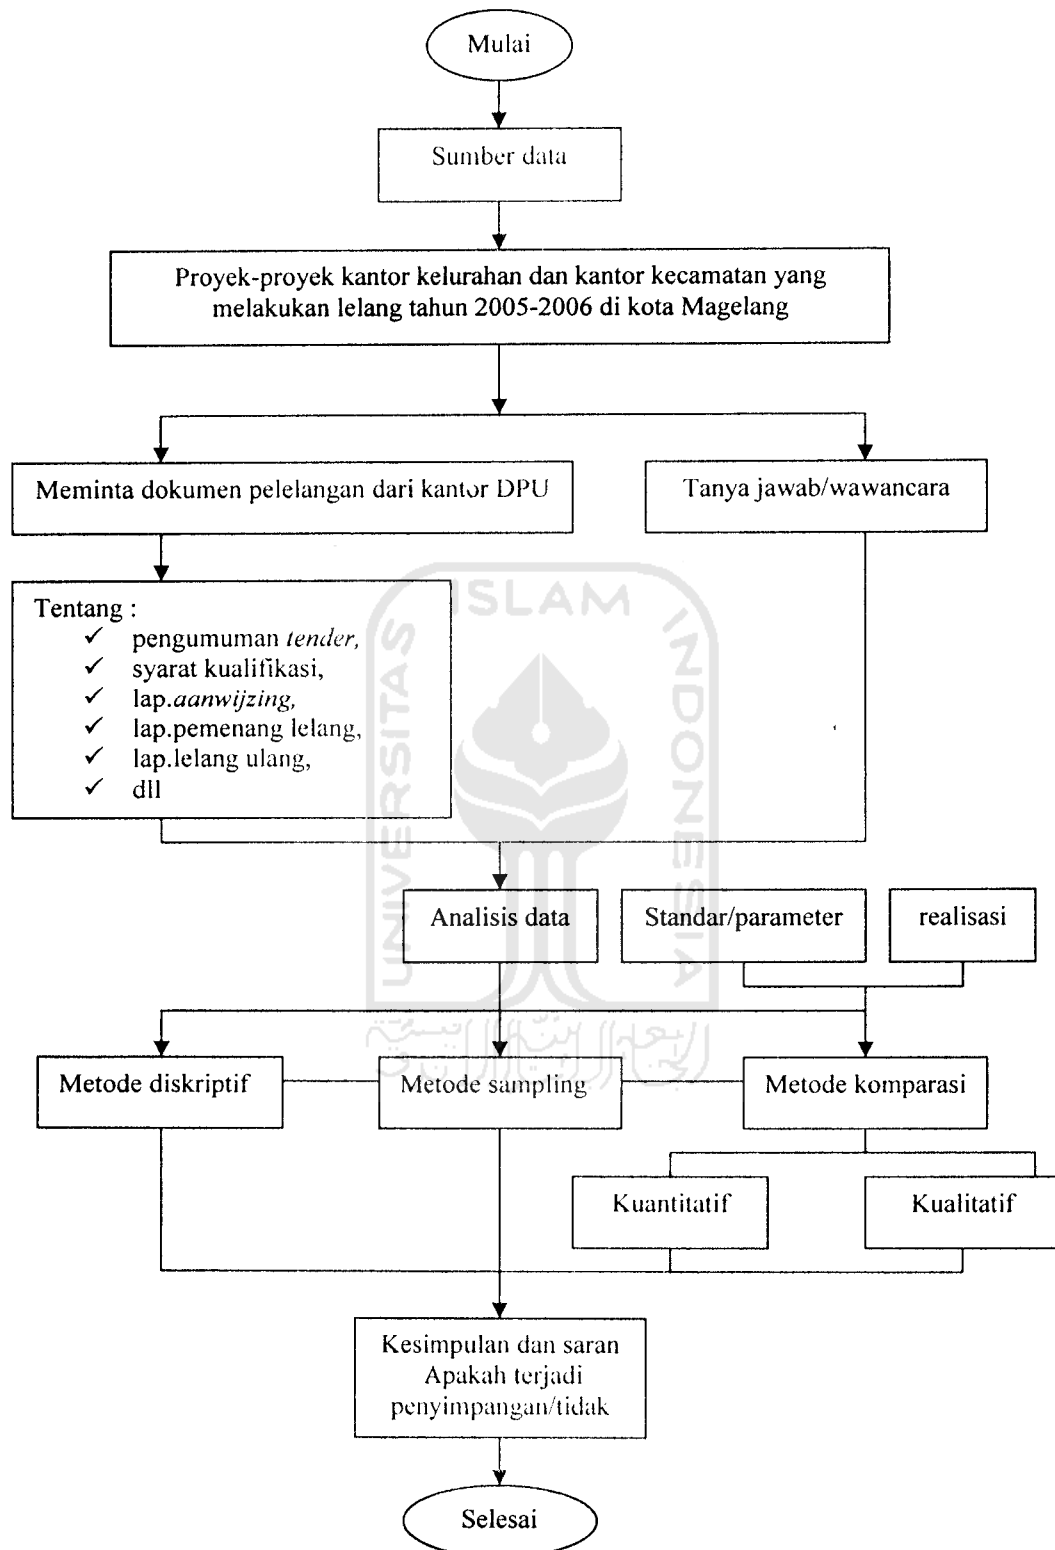 Mulai
Sumber data
Proyek-proyek kantor kelurahan dan kantor kecamatan yang
melakukan lelang tahun 2005-2006 di kota Magelang
Meminta dokumen pelelangan dari kantor DPU
Tanya jawab/wawancara
Tentang :
✓ pengumuman tender,
✓ syarat kualifikasi,
✓ lap.aanwijzing,
✓ lap.pemenang lelang,
✓ lap.lelang ulang,
✓ dll
UNIVERSITAS ISLAM INDONESIA
Analisis data
Standar/parameter
realisasi
Metode diskriptif
Metode sampling
Metode komparasi
Kuantitatif
Kualitatif
Kesimpulan dan saran
Apakah terjadi
penyimpangan/tidak
Selesai